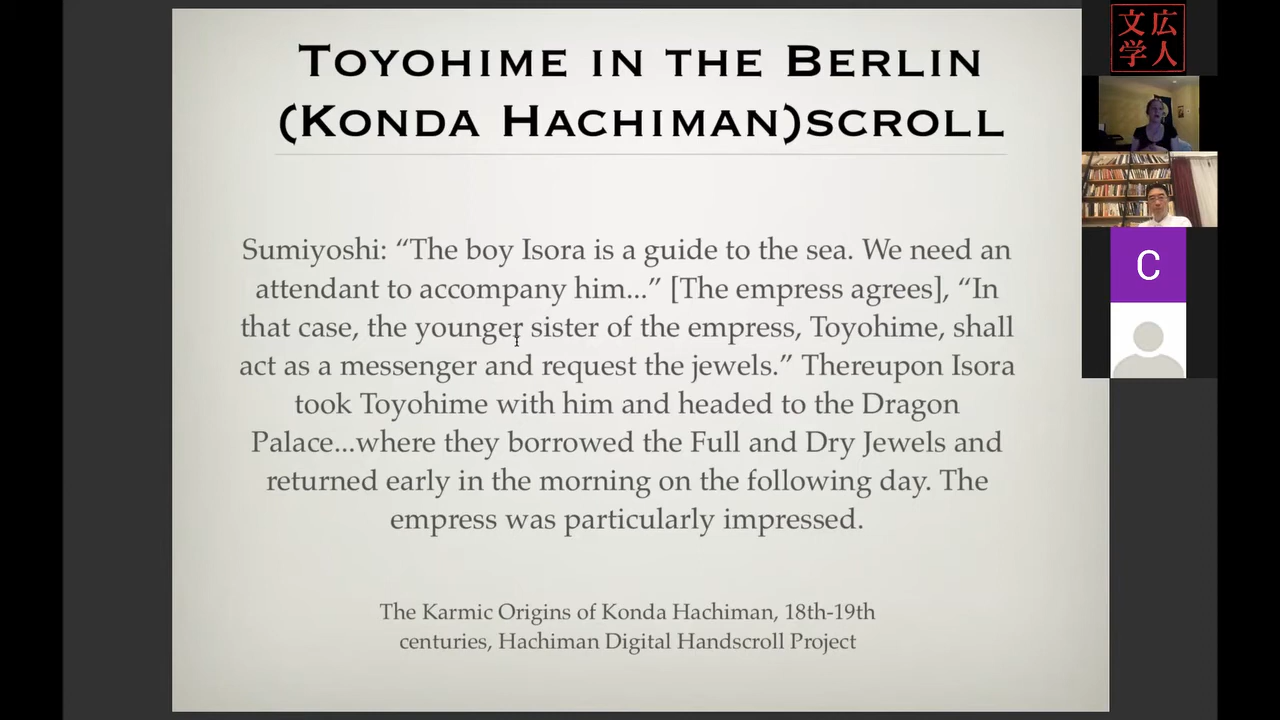 TOYOHIME IN THE BERLIN
(KONDA HACHIMAN)SCROLL
Sumiyoshi: “The boy Isora is a guide to the sea. We need an
attendant to accompany him...” [The empress agrees], “In
that case, the younger sister of the empress, Toyohime, shall
act as a messenger and request the jewels.” Thereupon Isora
took Toyohime with him and headed to the Dragon
Palace...where they borrowed the Full and Dry Jewels and
returned early in the morning on the following day. The
empress was particularly impressed.
The Karmic Origins of Konda Hachiman, 18th-19th
centuries, Hachiman Digital Handscroll Project
文広
学人
C